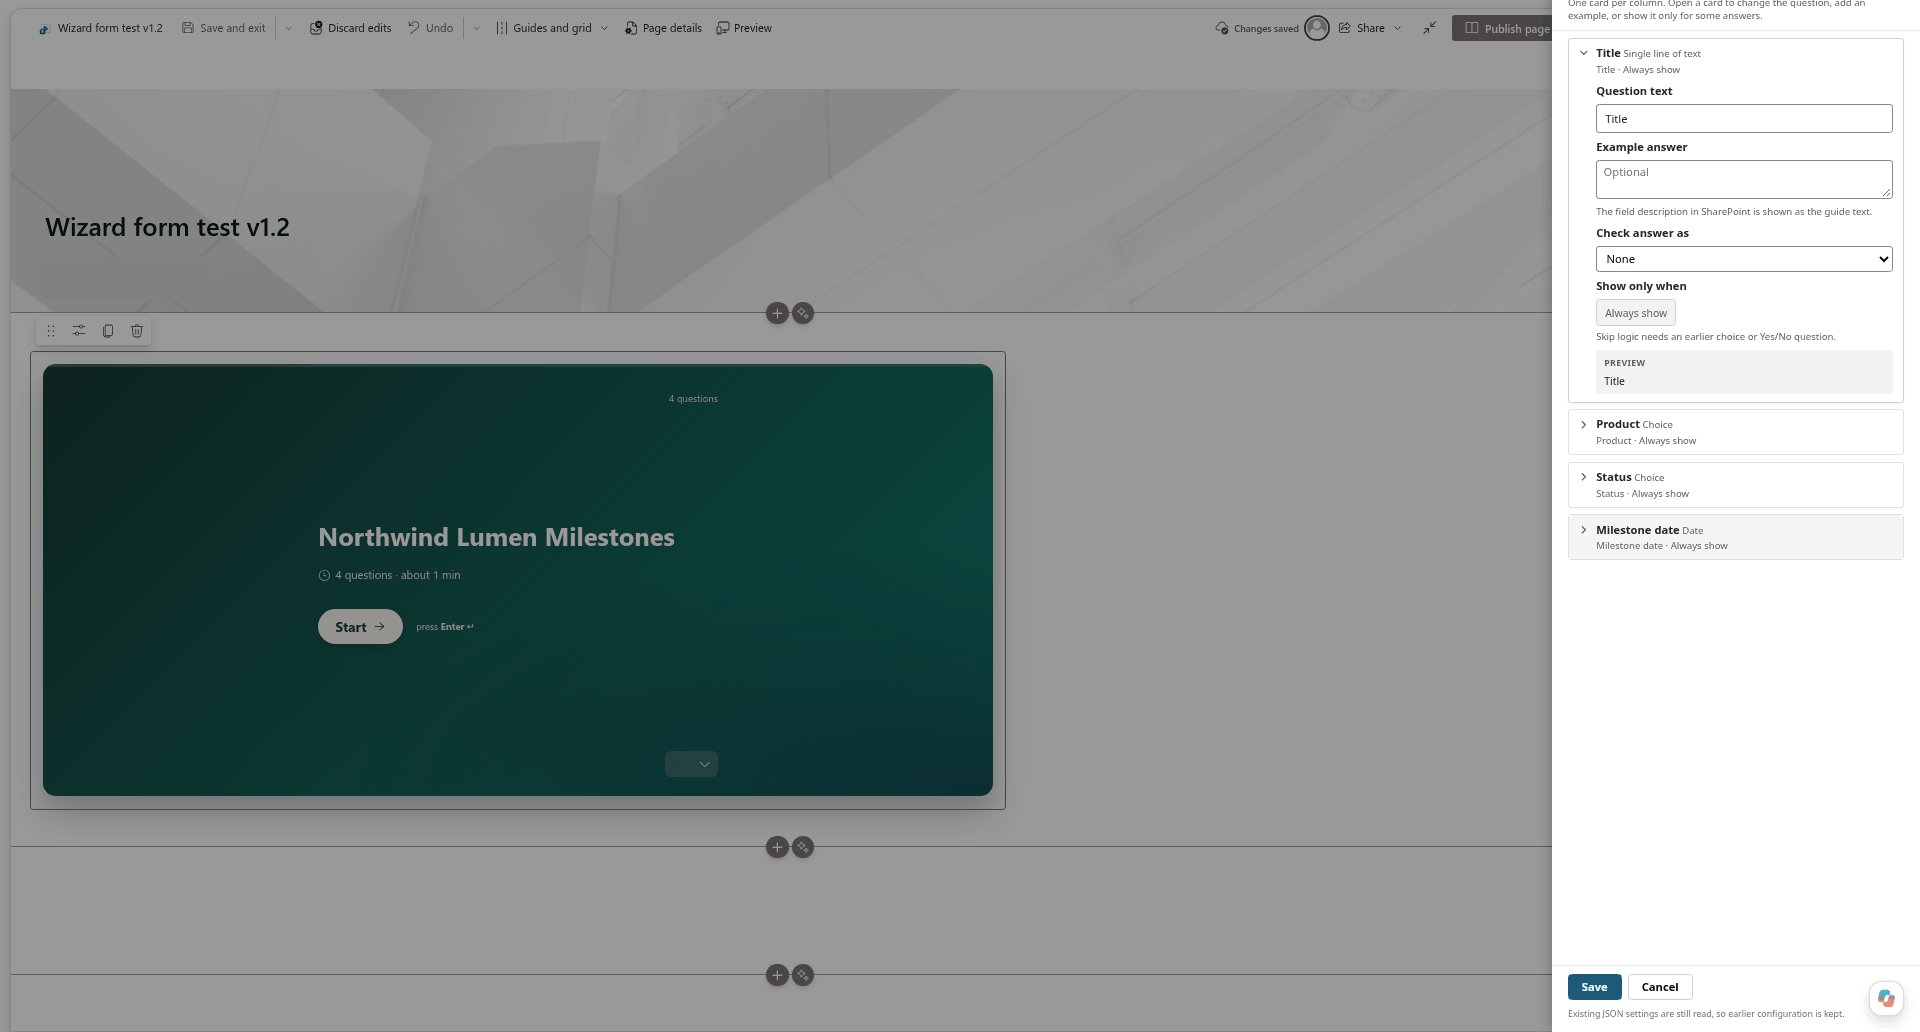 Wizard form test v1.2
Save and exit
Discard edits
Undo
Guides and grid
Page details
Preview
Changes saved
Share
Publish page
Wizard form test v1.2
4 questions
Northwind Lumen Milestones
4 questions · about 1 min
Start →
press Enter ↵
One card per column. Open a card to change the question, add an
example, or show it only for some answers.
Title Single line of text
Title · Always show
Question text
Title
Example answer
Optional
The field description in SharePoint is shown as the guide text.
Check answer as
None
Show only when
Always show
Skip logic needs an earlier choice or Yes/No question.
PREVIEW
Title
Product Choice
Product · Always show
Status Choice
Status · Always show
Milestone date Date
Milestone date · Always show
Save
Cancel
Existing JSON settings are still read, so earlier configuration is kept.